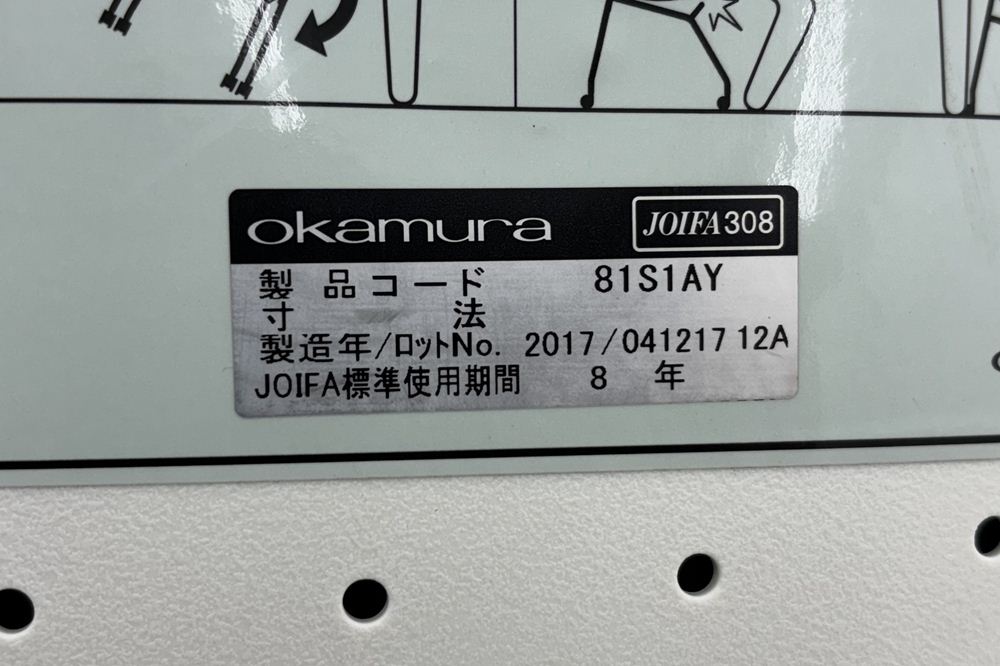 okamura JOIFA308
製品コード 81S1AY
寸法
製造年/ロットNo. 2017/041217 12A
JOIFA標準使用期間 8 年